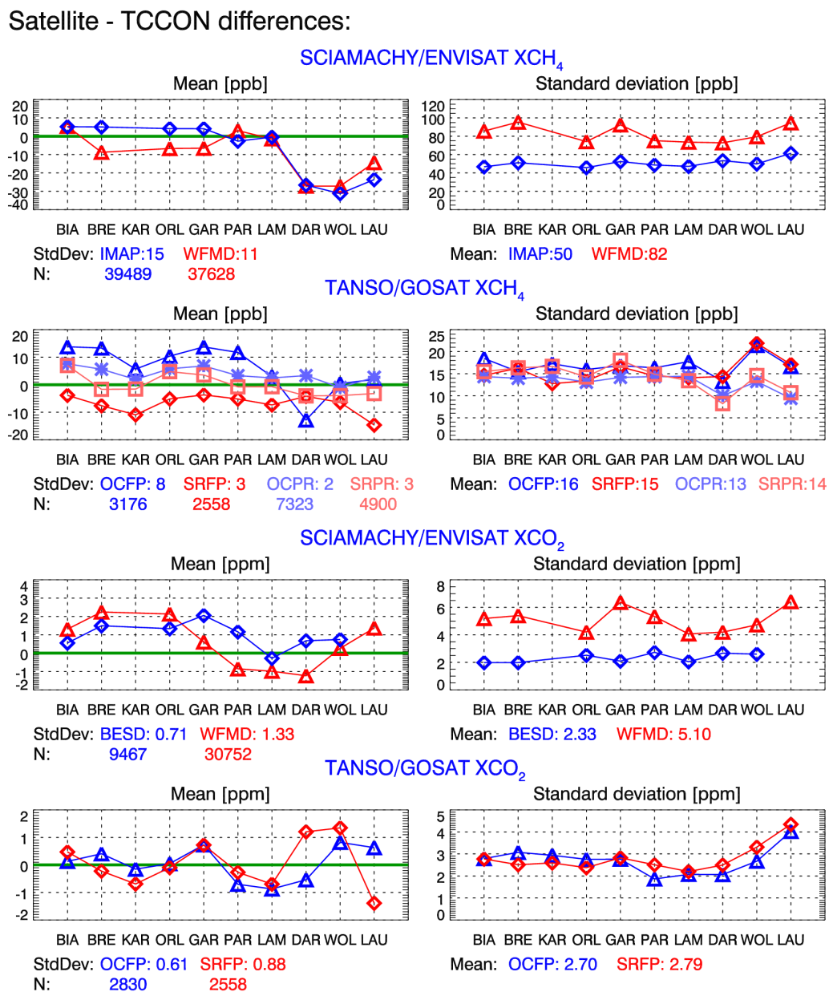 Satellite - TCCON differences:
SCIAMACHY/ENVISAT XCH4
Mean [ppb] Standard deviation [ppb]
20
10
0
-10
-20
-30
-40
120
100
80
60
40
20
0
BIA BRE KAR ORL GAR PAR LAM DAR WOL LAU BIA BRE KAR ORL GAR PAR LAM DAR WOL LAU
StdDev: IMAP:15 WFMD:11 Mean: IMAP:50 WFMD:82
N: 39489 37628
TANSO/GOSAT XCH4
Mean [ppb] Standard deviation [ppb]
20
10
0
-10
-20
25
20
15
10
5
0
BIA BRE KAR ORL GAR PAR LAM DAR WOL LAU BIA BRE KAR ORL GAR PAR LAM DAR WOL LAU
StdDev: OCFP: 8 SRFP: 3 OCPR: 2 SRPR: 3 Mean: OCFP:16 SRFP:15 OCPR:13 SRPR:14
N: 3176 2558 7323 4900
SCIAMACHY/ENVISAT XCO2
Mean [ppm] Standard deviation [ppm]
4
3
2
1
0
-1
-2
8
6
4
2
0
BIA BRE KAR ORL GAR PAR LAM DAR WOL LAU BIA BRE KAR ORL GAR PAR LAM DAR WOL LAU
StdDev: BESD: 0.71 WFMD: 1.33 Mean: BESD: 2.33 WFMD: 5.10
N: 9467 30752
TANSO/GOSAT XCO2
Mean [ppm] Standard deviation [ppm]
2
1
0
-1
-2
5
4
3
2
1
0
BIA BRE KAR ORL GAR PAR LAM DAR WOL LAU BIA BRE KAR ORL GAR PAR LAM DAR WOL LAU
StdDev: OCFP: 0.61 SRFP: 0.88 Mean: OCFP: 2.70 SRFP: 2.79
N: 2830 2558